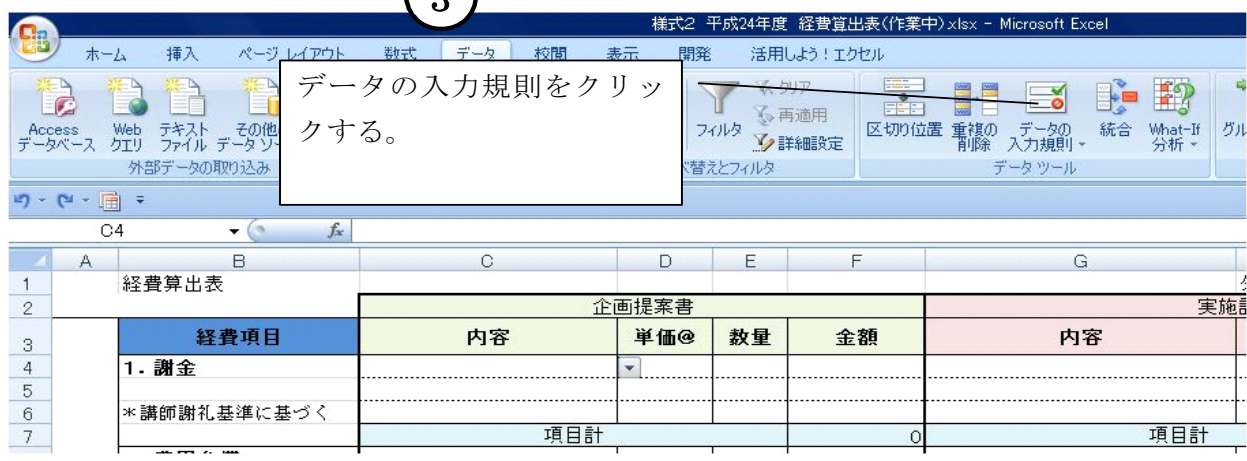 3
様式2 平成24年度 経費算出表(作業中).xlsx - Microsoft Excel
ホーム 挿入 ページ レイアウト 数式 データ 校閲 表示 開発 活用しよう!エクセル
データの入力規則をクリッ
クする。
Access
データベース
Web
クエリ
テキスト
ファイル
その他
データ ソー
外部データの取り込み
フィルタ
クリア
再適用
詳細設定
替えとフィルタ
区切り位置
重複の
削除
データの
入力規則
統合
What-If
分析
データ ツール
グル
C4 fx
A B C D E F G
1 経費算出表
2 企画提案書 実施
3 経費項目 内容 単価@ 数量 金額 内容
4 1. 謝金
5
6 *講師謝礼基準に基づく
7 項目計 0 項目計